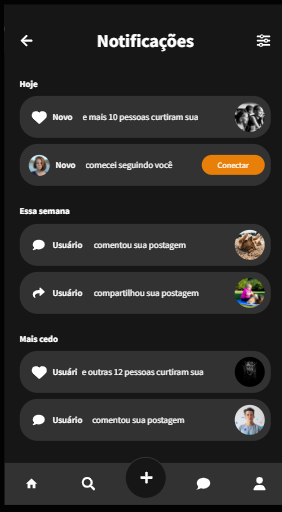 Notificações
Hoje
Novo e mais 10 pessoas curtiram sua
Novo comecei seguindo você Conectar
Essa semana
Usuário comentou sua postagem
Usuário compartilhou sua postagem
Mais cedo
Usuári e outras 12 pessoas curtiram sua
Usuário comentou sua postagem